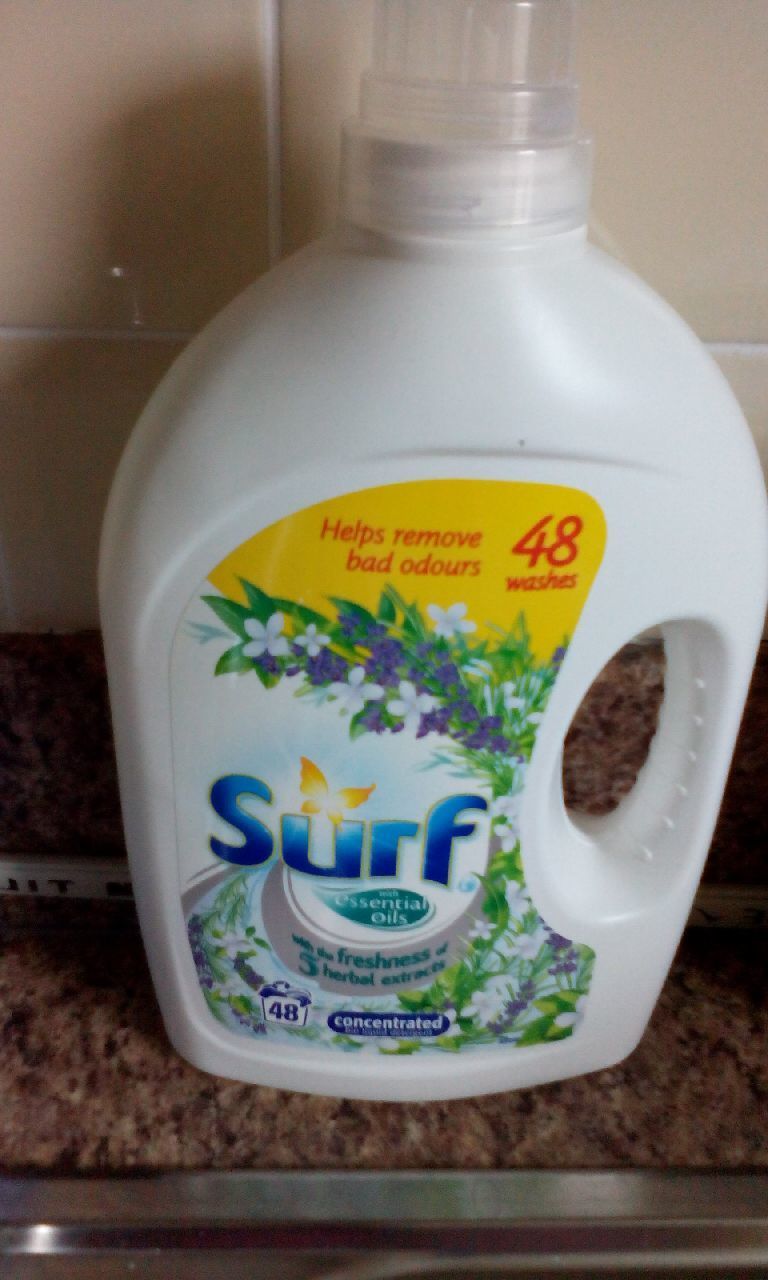 Helps remove
bad odours
48
washes
Surf
with
essential
oils
with the freshness of
5 herbal extracts
48
concentrated